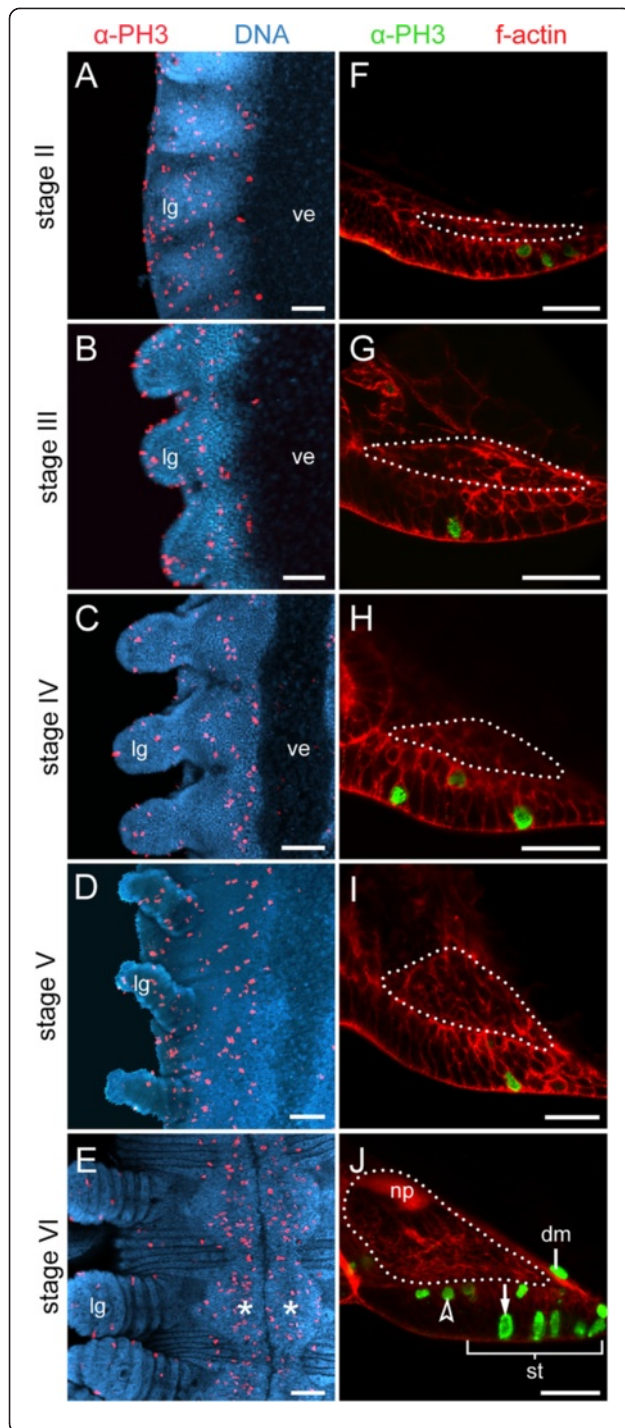 α-PH3 DNA α-PH3 f-actin
stage II
A
lg
ve
F
stage III
B
lg
ve
G
stage IV
C
lg
ve
H
stage V
D
lg
I
stage VI
E
lg
* *
J
np
dm
st